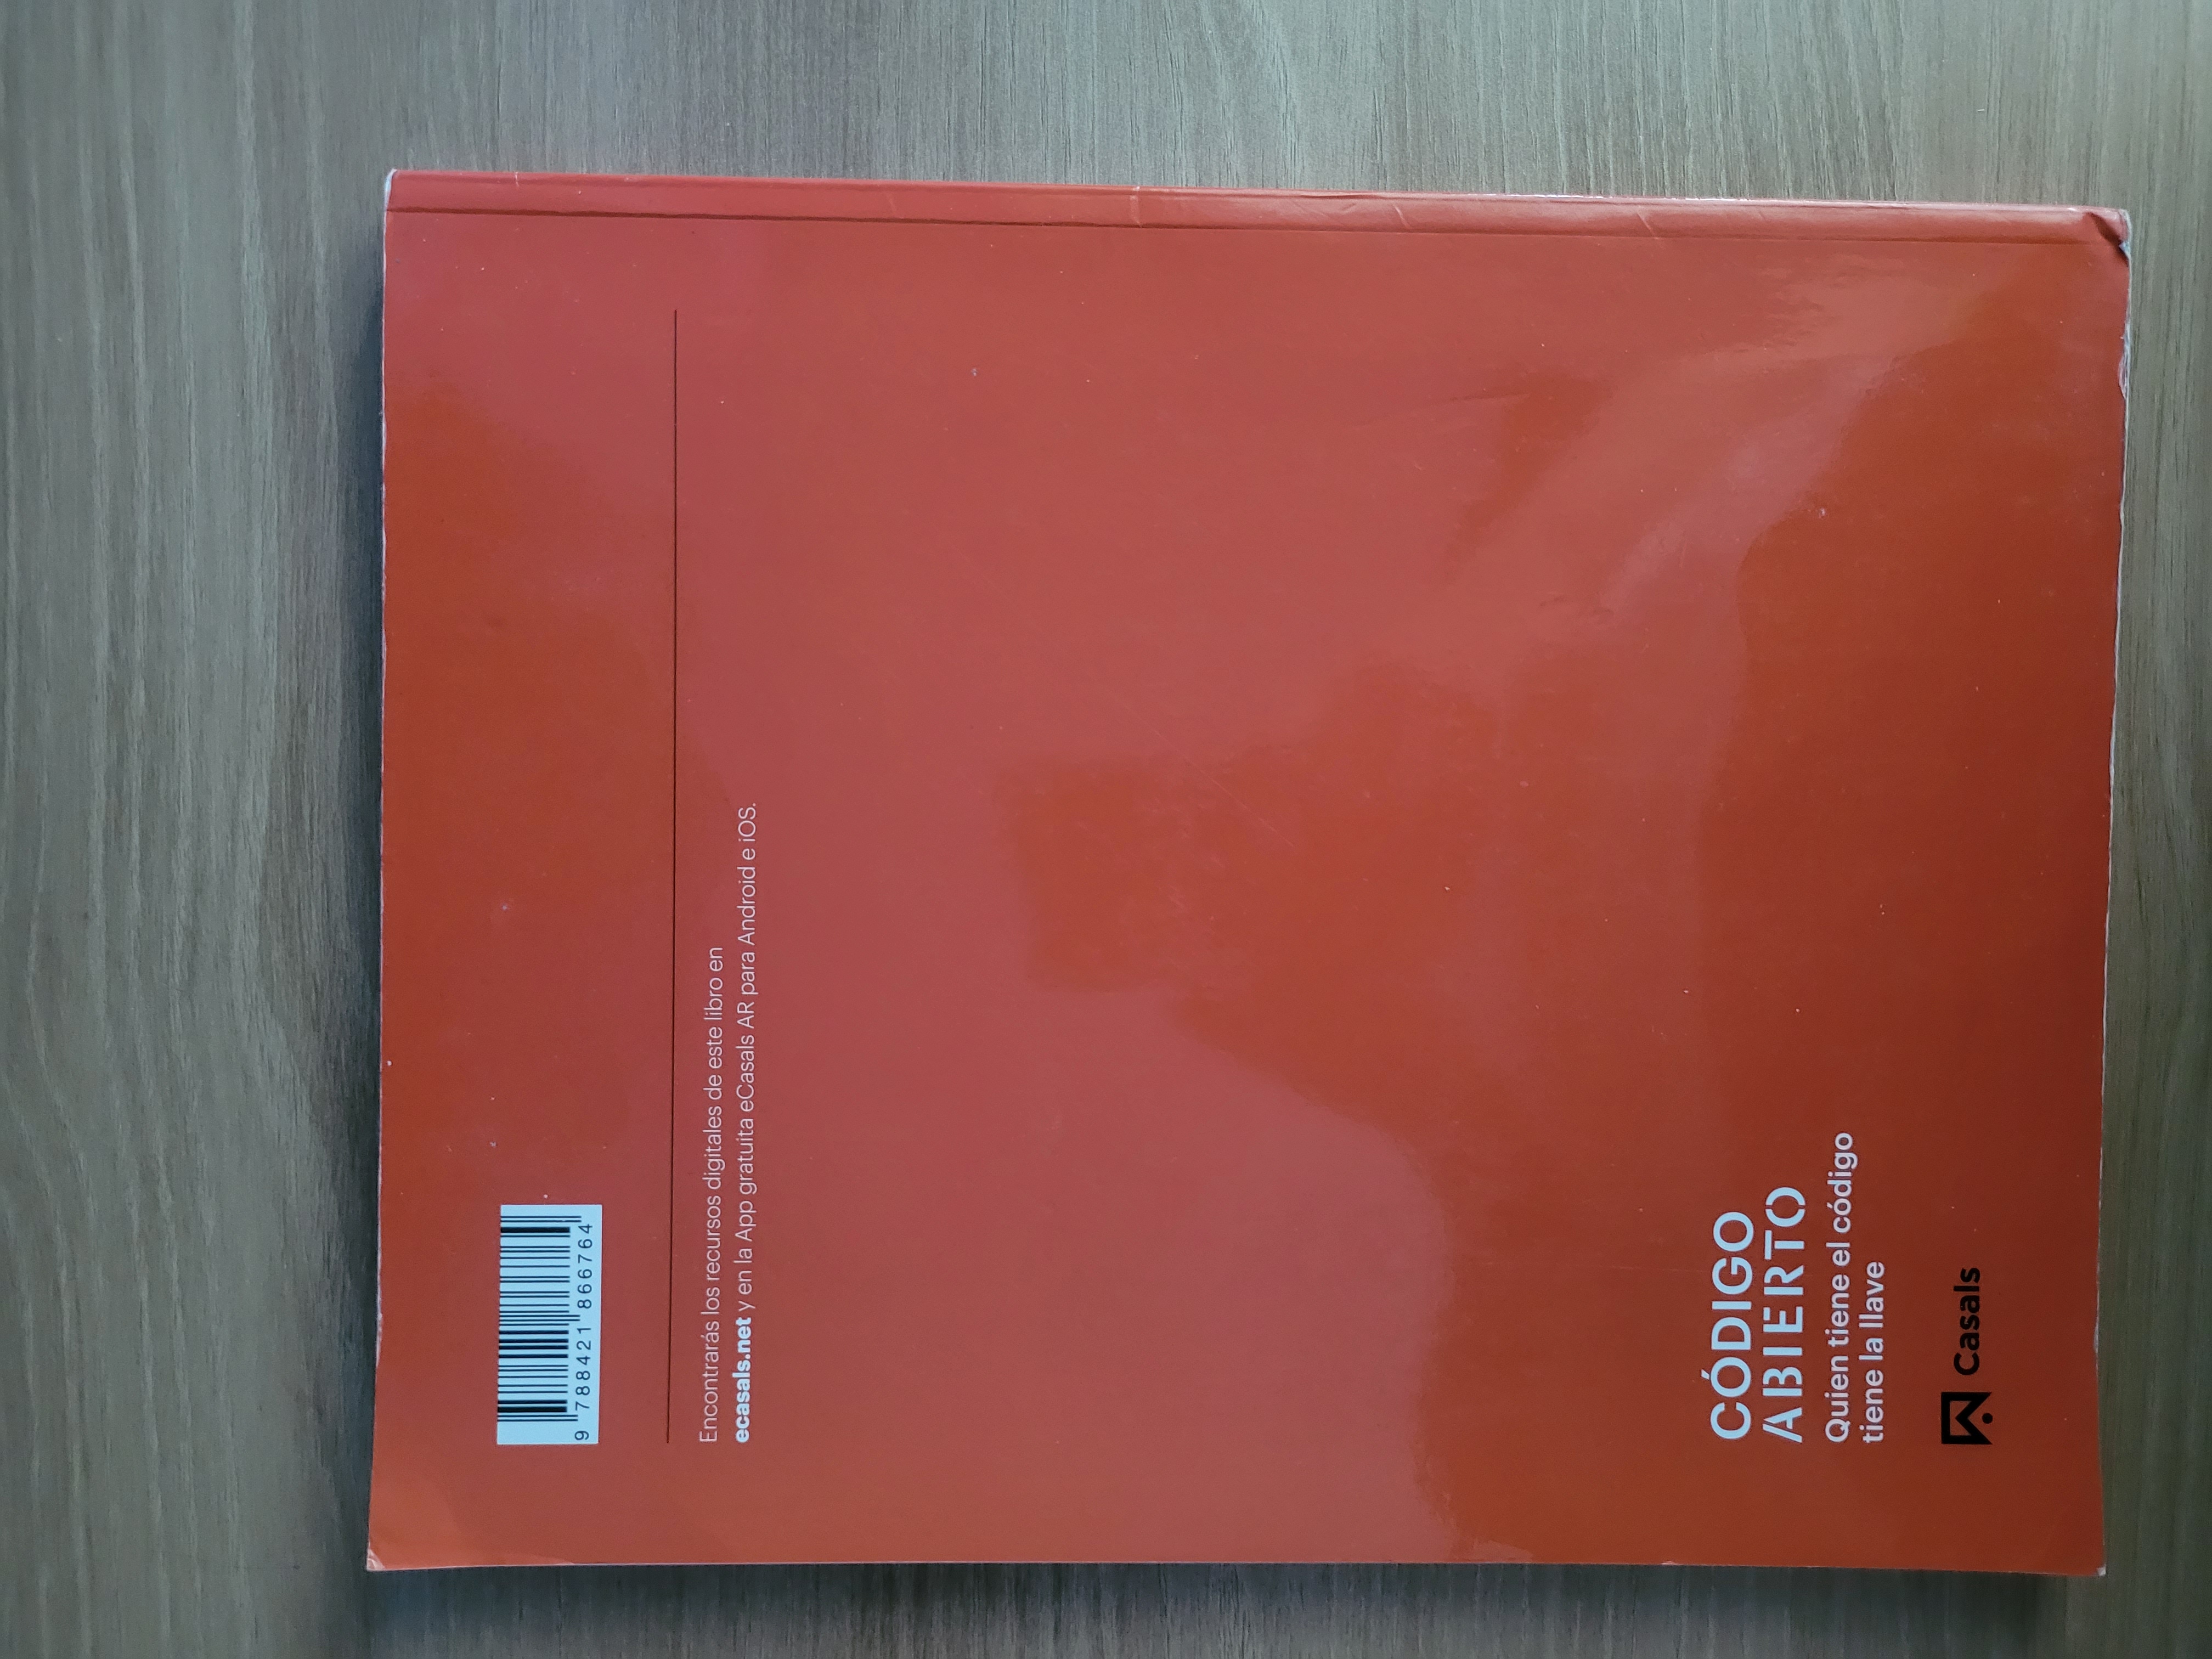 9 788421 866764
Encontrarás los recursos digitales de este libro en
ecasals.net y en la App gratuita eCasals AR para Android e iOS.
CÓDIGO
ABIERTO
Quien tiene el código
tiene la llave
Casals